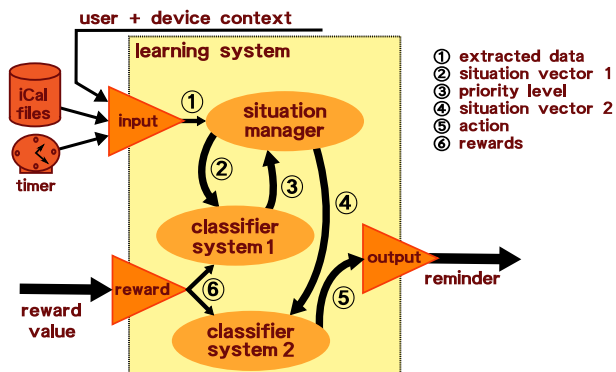 user + device context
learning system
iCal
files
input
timer
①
situation
manager
②
③
④
classifier
system 1
reward
⑥
reward
value
classifier
system 2
⑤
output
reminder
① extracted data
② situation vector 1
③ priority level
④ situation vector 2
⑤ action
⑥ rewards